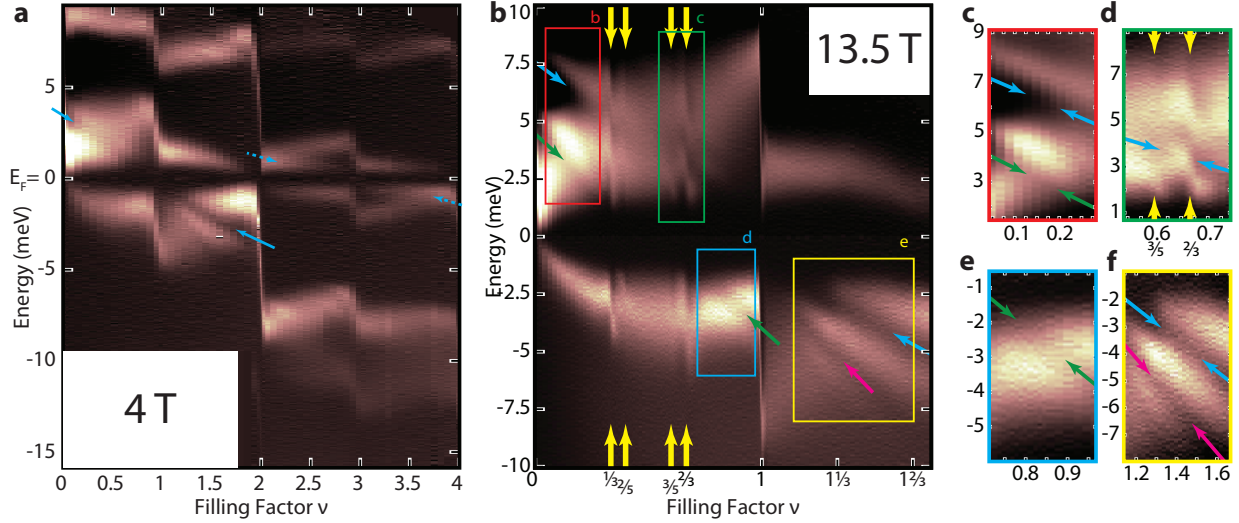 a
5
E_F= 0
-5
-10
-15
Energy (meV)
4 T
0 0.5 1 1.5 2 2.5 3 3.5 4
Filling Factor ν
b
10
7.5
5
2.5
0
-2.5
-5
-7.5
-10
Energy (meV)
b
c
13.5 T
d
e
0 ⅓ ⅖ ⅗ ⅔ 1 1⅓ 1⅔
Filling Factor ν
c
9
7
5
3
0.1 0.2
d
7
5
3
1
0.6 0.7
⅗ ⅔
e
-1
-2
-3
-4
-5
0.8 0.9
f
-2
-3
-4
-5
-6
-7
1.2 1.4 1.6